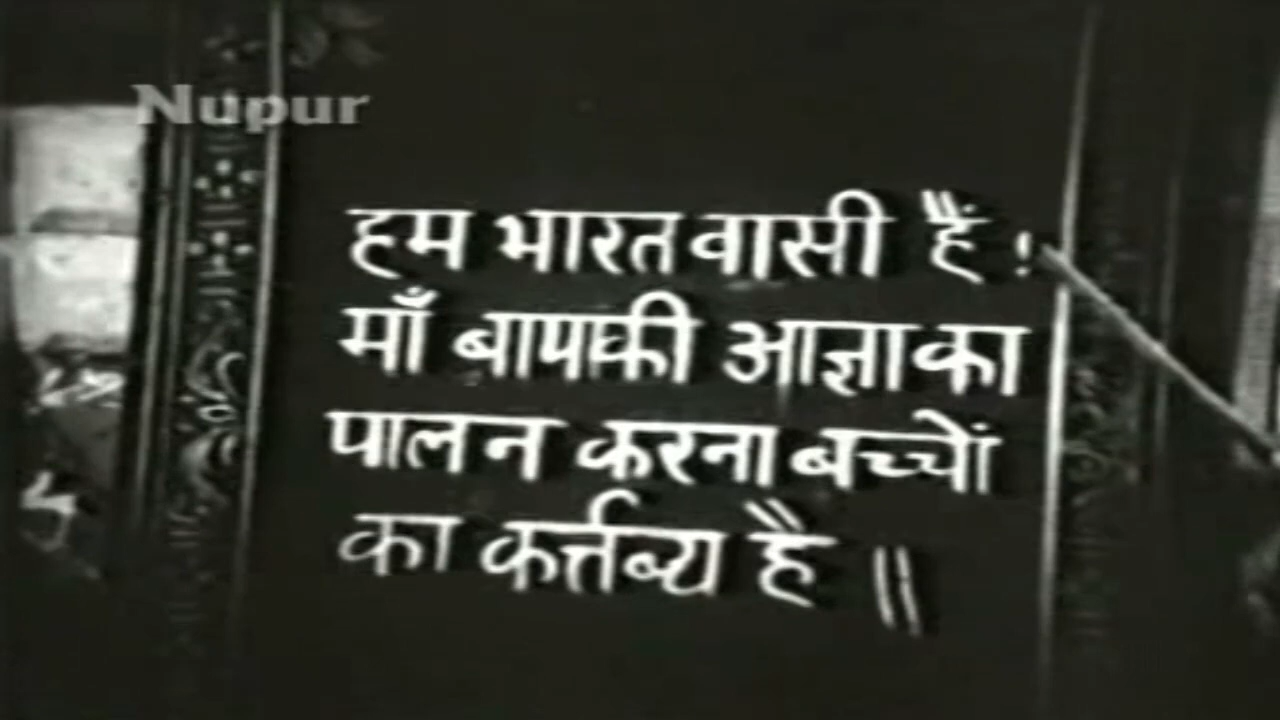 Nupur
हम भारतवासी हैं !
माँ बापकी आज्ञाका
पालन करना बच्चों
का कर्त्तब्य है ॥